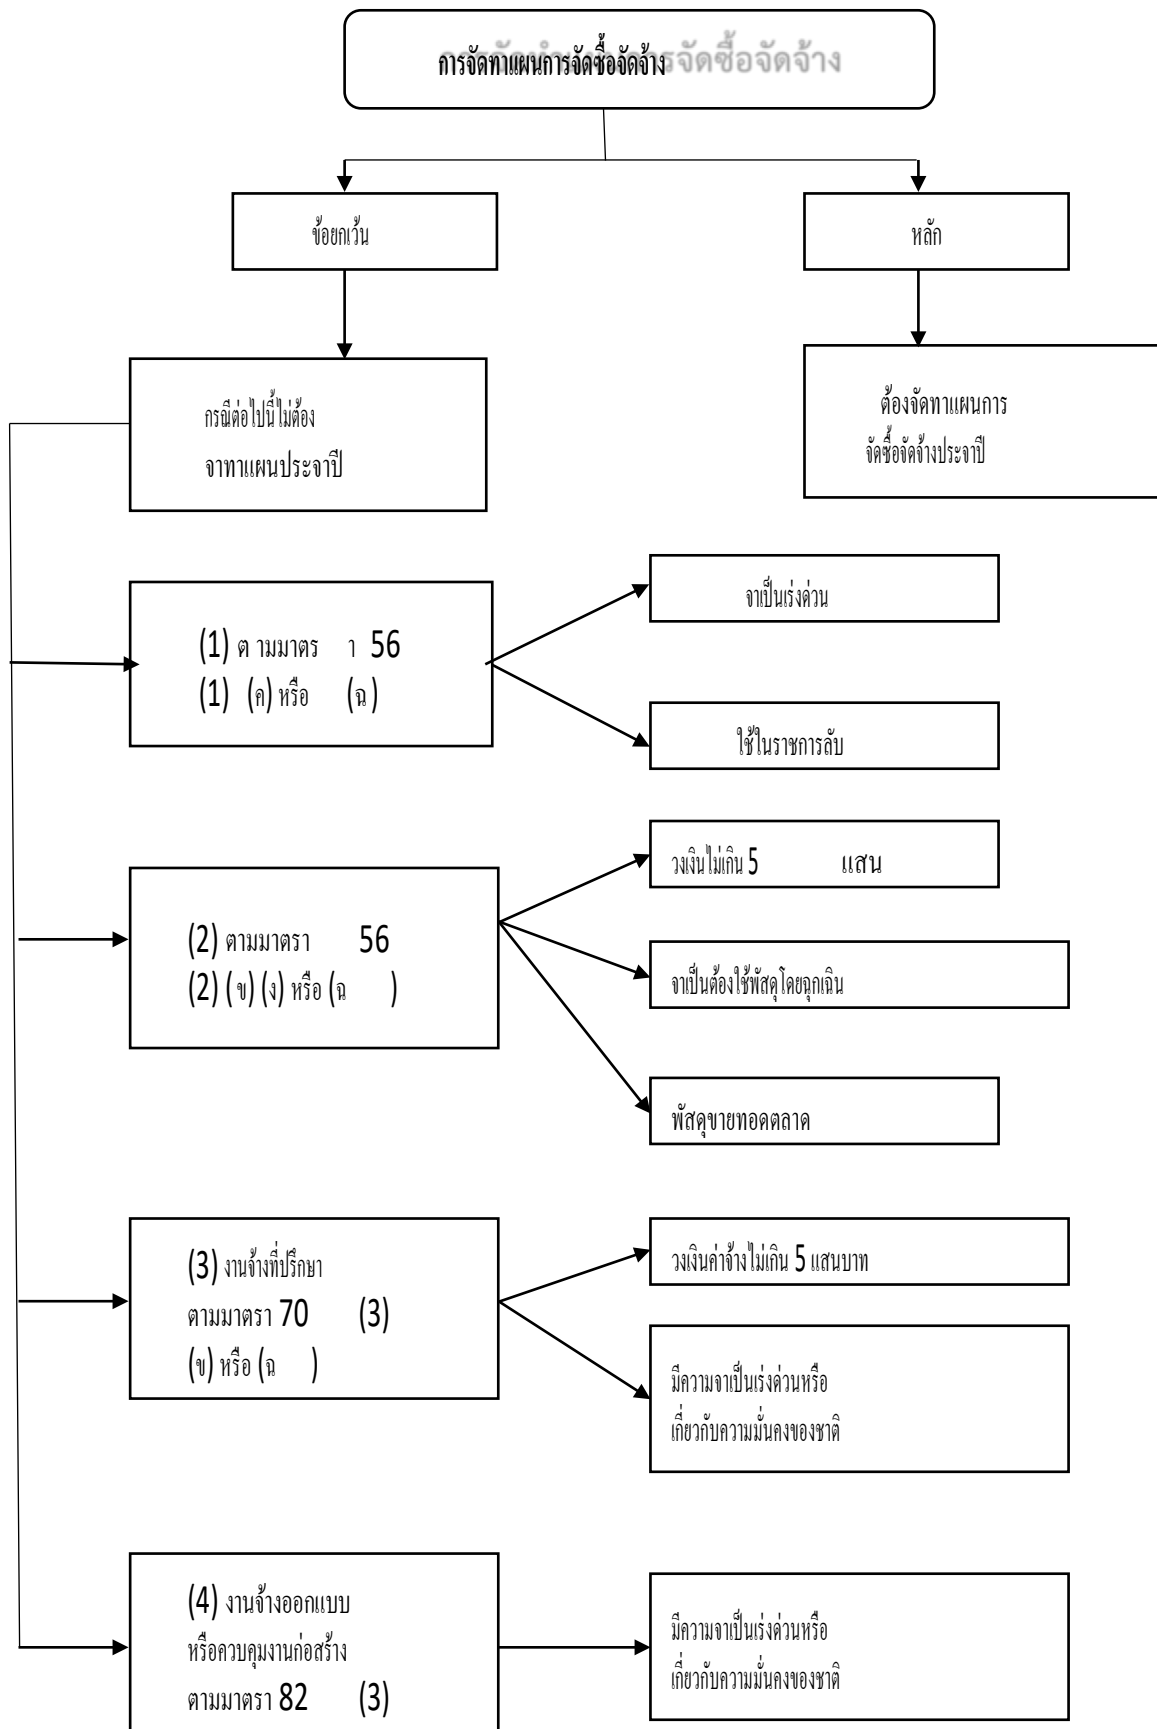 การจัดทาแผนการจัดซื้อจัดจ้าง
ข้อยกเว้น
หลัก
กรณีต่อไปนี้ไม่ต้อง
จาทาแผนประจาปี
ต้องจัดทาแผนการ
จัดซื้อจัดจ้างประจาปี
(1) ต ามมาตร า 56
(1) (ค) หรือ (ฉ )
จาเป็นเร่งด่วน
ใช้ในราชการลับ
(2) ตามมาตรา 56
(2) ( ข) (ง) หรือ (ฉ )
วงเงินไม่เกิน 5 แสน
จาเป็นต้องใช้พัสดุโดยฉุกเฉิน
พัสดุขายทอดตลาด
(3) งานจ้างที่ปรึกษา
ตามมาตรา 70 (3)
(ข) หรือ (ฉ )
วงเงินค่าจ้างไม่เกิน 5 แสนบาท
มีความจาเป็นเร่งด่วนหรือ
เกี่ยวกับความมั่นคงของชาติ
(4) งานจ้างออกแบบ
หรือควบคุมงานก่อสร้าง
ตามมาตรา 82 (3)
มีความจาเป็นเร่งด่วนหรือ
เกี่ยวกับความมั่นคงของชาติ